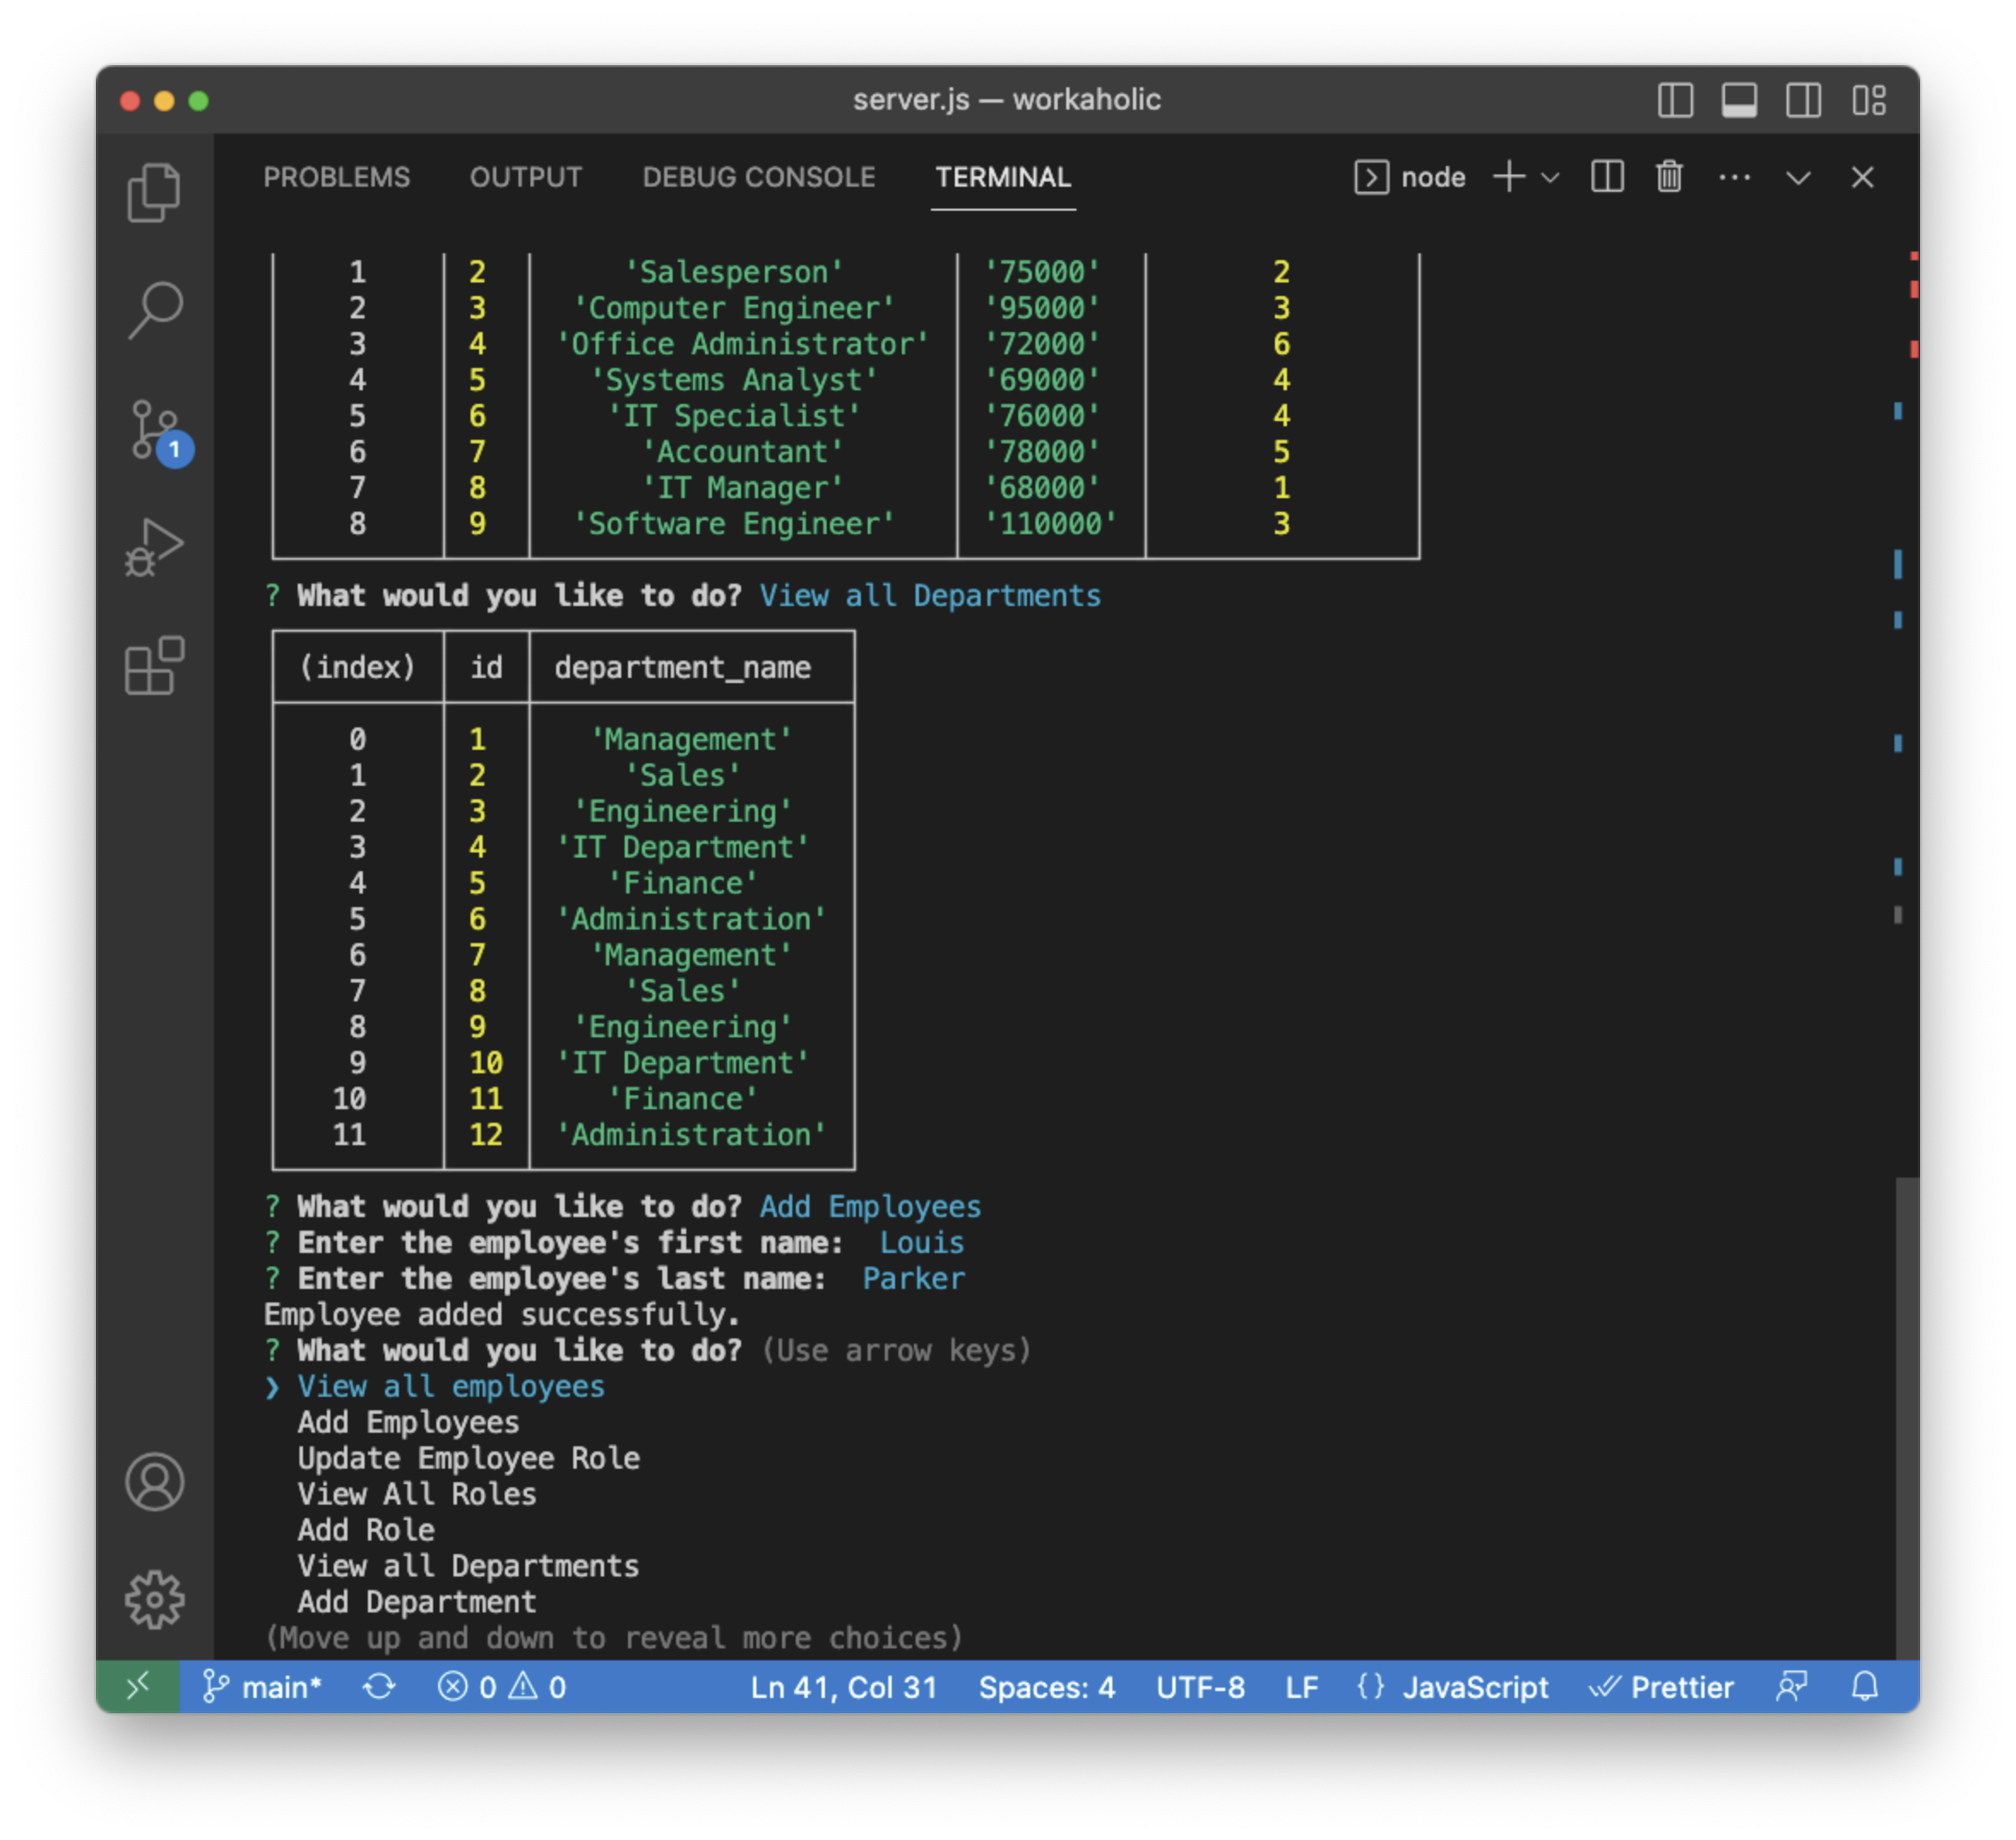 server.js — workaholic
PROBLEMS OUTPUT DEBUG CONSOLE TERMINAL node
1 2 'Salesperson' '75000' 2
2 3 'Computer Engineer' '95000' 3
3 4 'Office Administrator' '72000' 6
4 5 'Systems Analyst' '69000' 4
5 6 'IT Specialist' '76000' 4
6 7 'Accountant' '78000' 5
7 8 'IT Manager' '68000' 1
8 9 'Software Engineer' '110000' 3
1
? What would you like to do? View all Departments
(index) id department_name
0 1 'Management'
1 2 'Sales'
2 3 'Engineering'
3 4 'IT Department'
4 5 'Finance'
5 6 'Administration'
6 7 'Management'
7 8 'Sales'
8 9 'Engineering'
9 10 'IT Department'
10 11 'Finance'
11 12 'Administration'
? What would you like to do? Add Employees
? Enter the employee's first name: Louis
? Enter the employee's last name: Parker
Employee added successfully.
? What would you like to do? (Use arrow keys)
❯ View all employees
Add Employees
Update Employee Role
View All Roles
Add Role
View all Departments
Add Department
(Move up and down to reveal more choices)
main* 0 0 Ln 41, Col 31 Spaces: 4 UTF-8 LF {} JavaScript Prettier